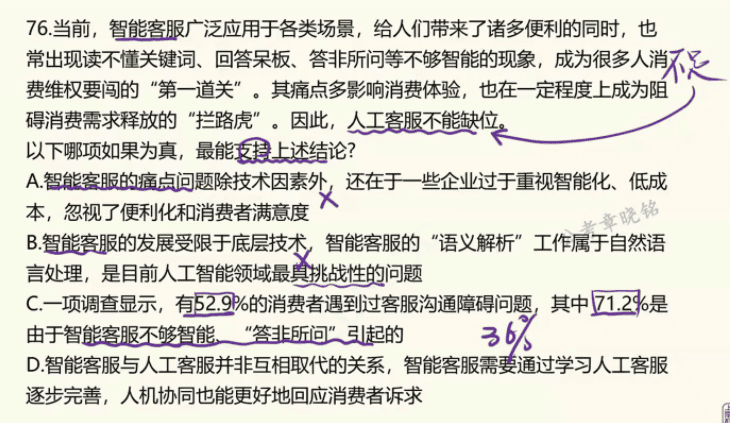 76.当前，智能客服广泛应用于各类场景，给人们带来了诸多便利的同时，也
常出现读不懂关键词、回答呆板、答非所问等不够智能的现象，成为很多人消
费维权要闯的“第一道关”。其痛点多影响消费体验，也在一定程度上成为阻
碍消费需求释放的“拦路虎”。因此，人工客服不能缺位。
不足
以下哪项如果为真，最能支持上述结论?
A.智能客服的痛点问题除技术因素外，还在于一些企业过于重视智能化、低成
本，忽视了便利化和消费者满意度
B.智能客服的发展受限于底层技术，智能客服的“语义解析”工作属于自然语
言处理，是目前人工智能领域最具挑战性的问题
C.一项调查显示，有52.9%的消费者遇到过客服沟通障碍问题，其中71.2%是
由于智能客服不够智能、“答非所问”引起的
36%
D.智能客服与人工客服并非互相取代的关系，智能客服需要通过学习人工客服
逐步完善，人机协同也能更好地回应消费者诉求
考章晓铭